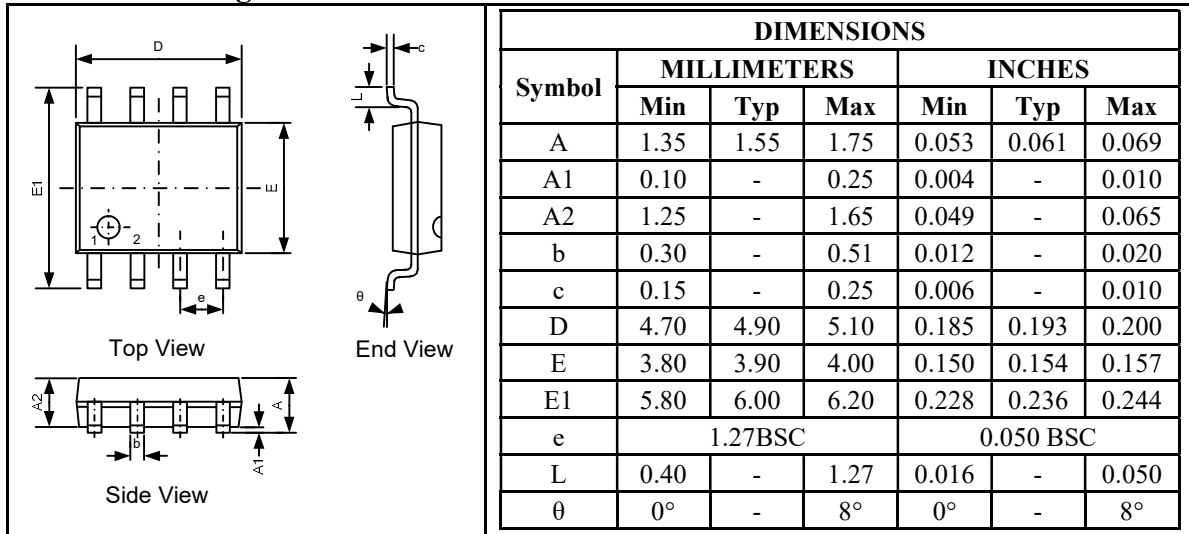 D
E1
E
1 2
e
Top View
c
L
θ
End View
A2
A
b
A1
Side View
DIMENSIONS
Symbol MILLIMETERS INCHES
Min Typ Max Min Typ Max
A 1.35 1.55 1.75 0.053 0.061 0.069
A1 0.10 - 0.25 0.004 - 0.010
A2 1.25 - 1.65 0.049 - 0.065
b 0.30 - 0.51 0.012 - 0.020
c 0.15 - 0.25 0.006 - 0.010
D 4.70 4.90 5.10 0.185 0.193 0.200
E 3.80 3.90 4.00 0.150 0.154 0.157
E1 5.80 6.00 6.20 0.228 0.236 0.244
e 1.27BSC 0.050 BSC
L 0.40 - 1.27 0.016 - 0.050
θ 0° - 8° 0° - 8°